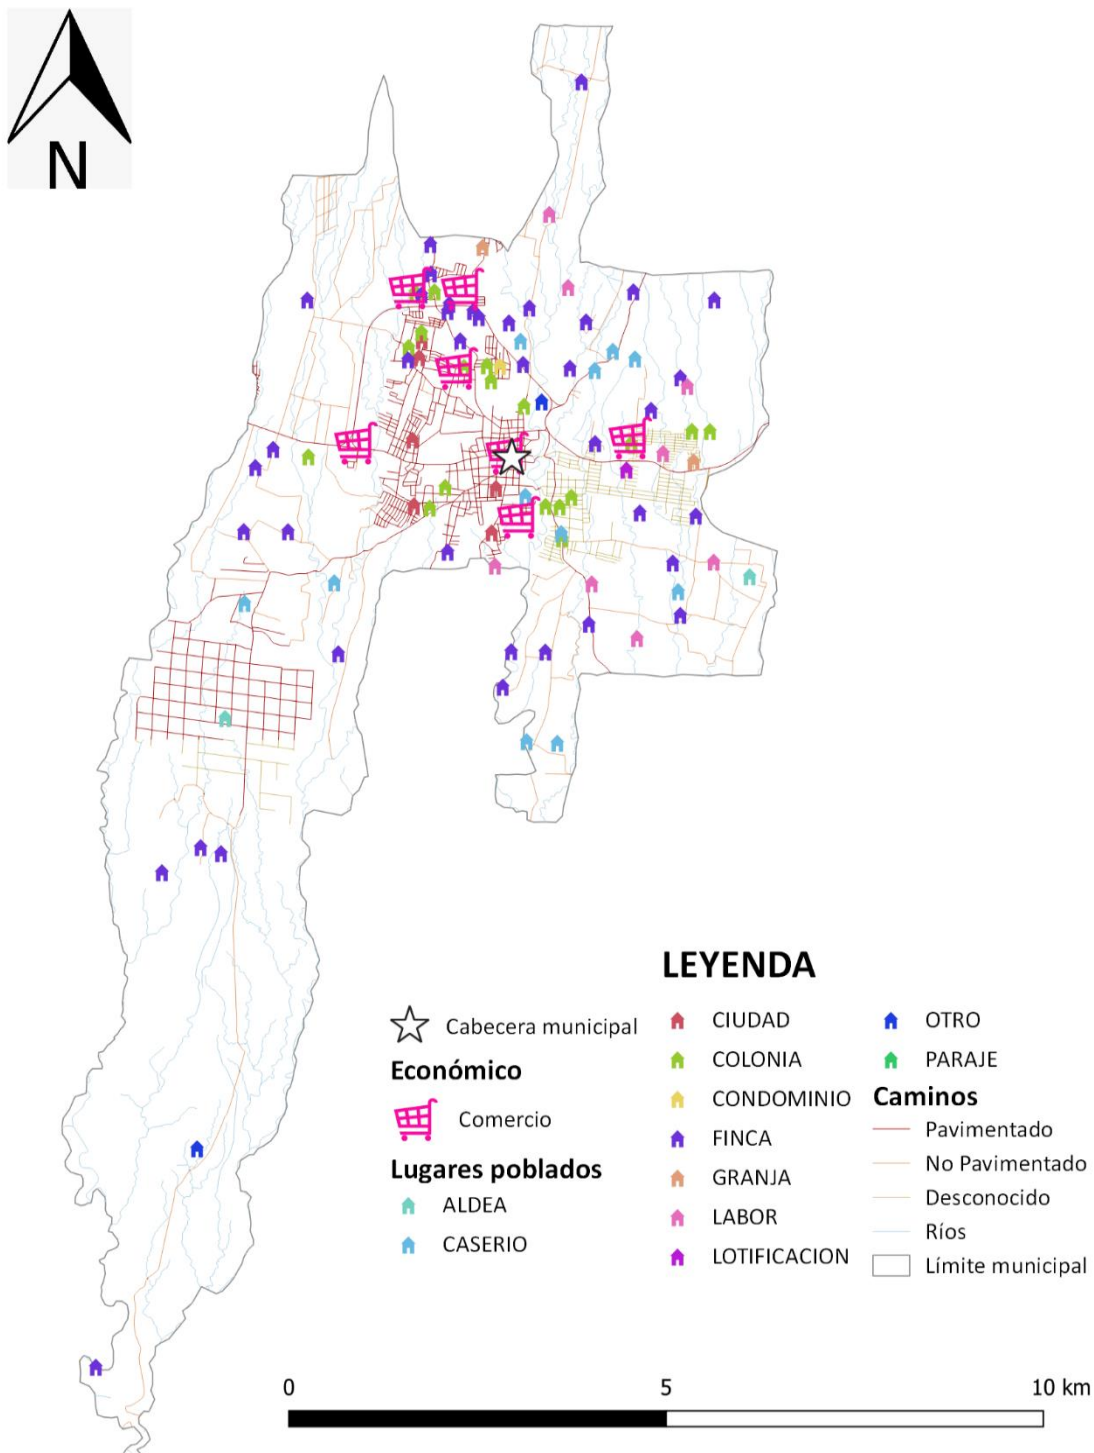 N
LEYENDA
Cabecera municipal
Económico
Comercio
Lugares poblados
ALDEA
CASERIO
CIUDAD
COLONIA
CONDOMINIO
FINCA
GRANJA
LABOR
LOTIFICACION
OTRO
PARAJE
Caminos
Pavimentado
No Pavimentado
Desconocido
Ríos
Límite municipal
0 5 10 km